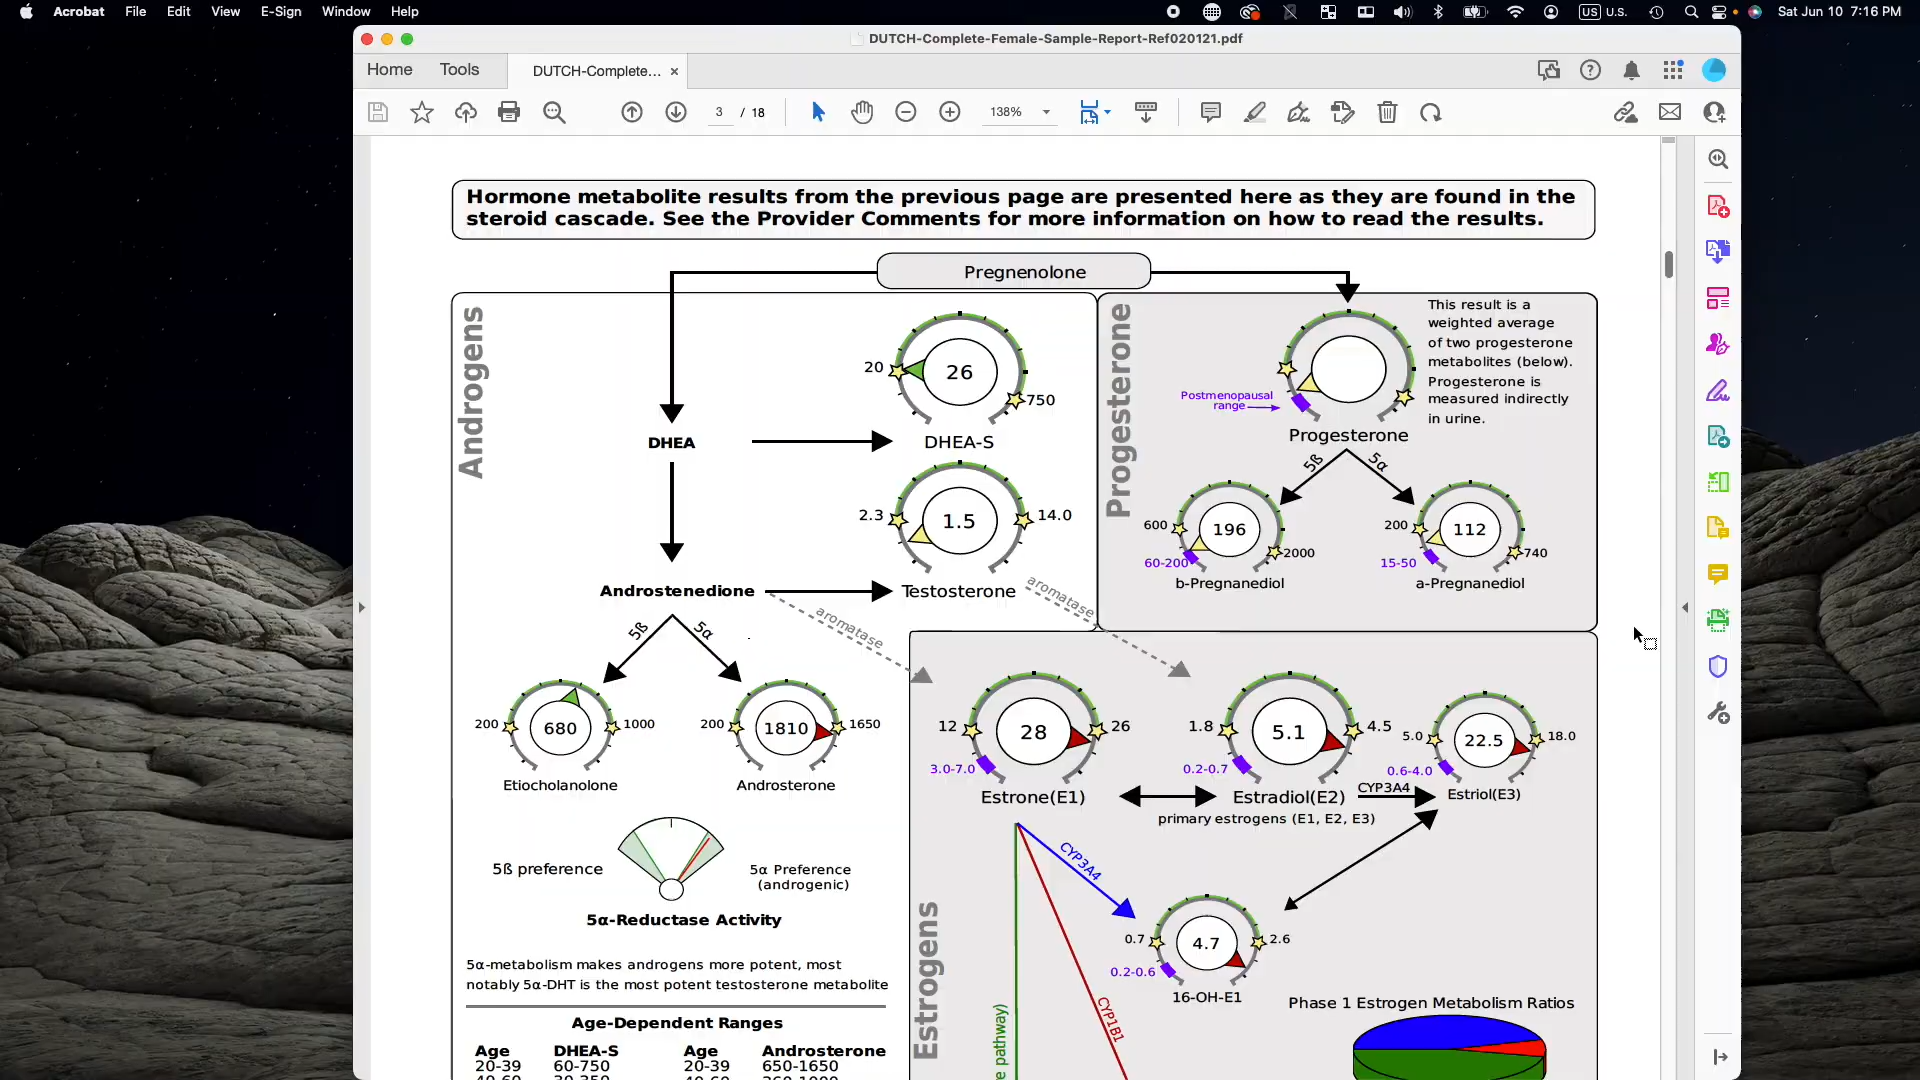 Acrobat File Edit View E-Sign Window Help
US U.S.
Sat Jun 10 7:16 PM
DUTCH-Complete-Female-Sample-Report-Ref020121.pdf
Home Tools DUTCH-Complete... ×
3 / 18
138%
Hormone metabolite results from the previous page are presented here as they are found in the
steroid cascade. See the Provider Comments for more information on how to read the results.
Pregnenolone
Androgens
20 26 750
DHEA DHEA-S
2.3 1.5 14.0
Androstenedione Testosterone
aromatase
aromatase
5ß 5α
200 680 1000
Etiocholanolone
200 1810 1650
Androsterone
5ß preference
5α Preference
(androgenic)
5α-Reductase Activity
5α-metabolism makes androgens more potent, most
notably 5α-DHT is the most potent testosterone metabolite
Age-Dependent Ranges
Age DHEA-S Age Androsterone
20-39 60-750 20-39 650-1650
40-60 30-350 40-60 260-1000
Progesterone
This result is a
weighted average
of two progesterone
metabolites (below).
Progesterone is
measured indirectly
in urine.
Postmenopausal
range
Progesterone
5ß 5α
600 196 2000
60-200
b-Pregnanediol
200 112 740
15-50
a-Pregnanediol
Estrogens
12 28 26
3.0-7.0
Estrone(E1)
1.8 5.1 4.5
0.2-0.7
Estradiol(E2)
CYP3A4
5.0 22.5 18.0
0.6-4.0
Estriol(E3)
primary estrogens (E1, E2, E3)
CYP3A4
0.7 4.7 2.6
0.2-0.6
16-OH-E1
CYP1B1
e pathway)
Phase 1 Estrogen Metabolism Ratios